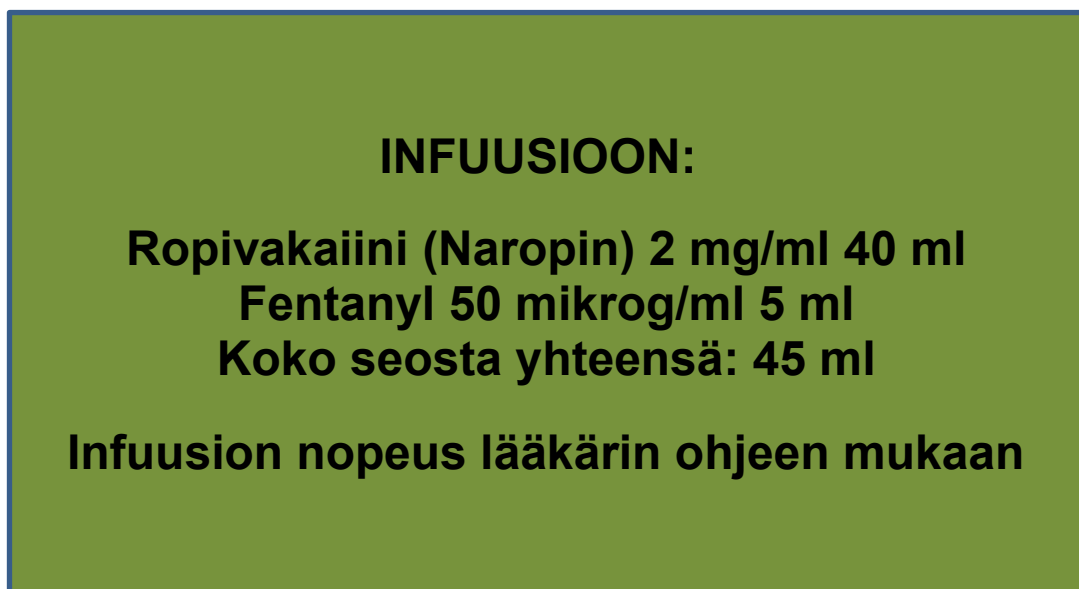 INFUUSIOON:
Ropivakaiini (Naropin) 2 mg/ml 40 ml
Fentanyl 50 mikrog/ml 5 ml
Koko seosta yhteensä: 45 ml
Infuusion nopeus lääkärin ohjeen mukaan